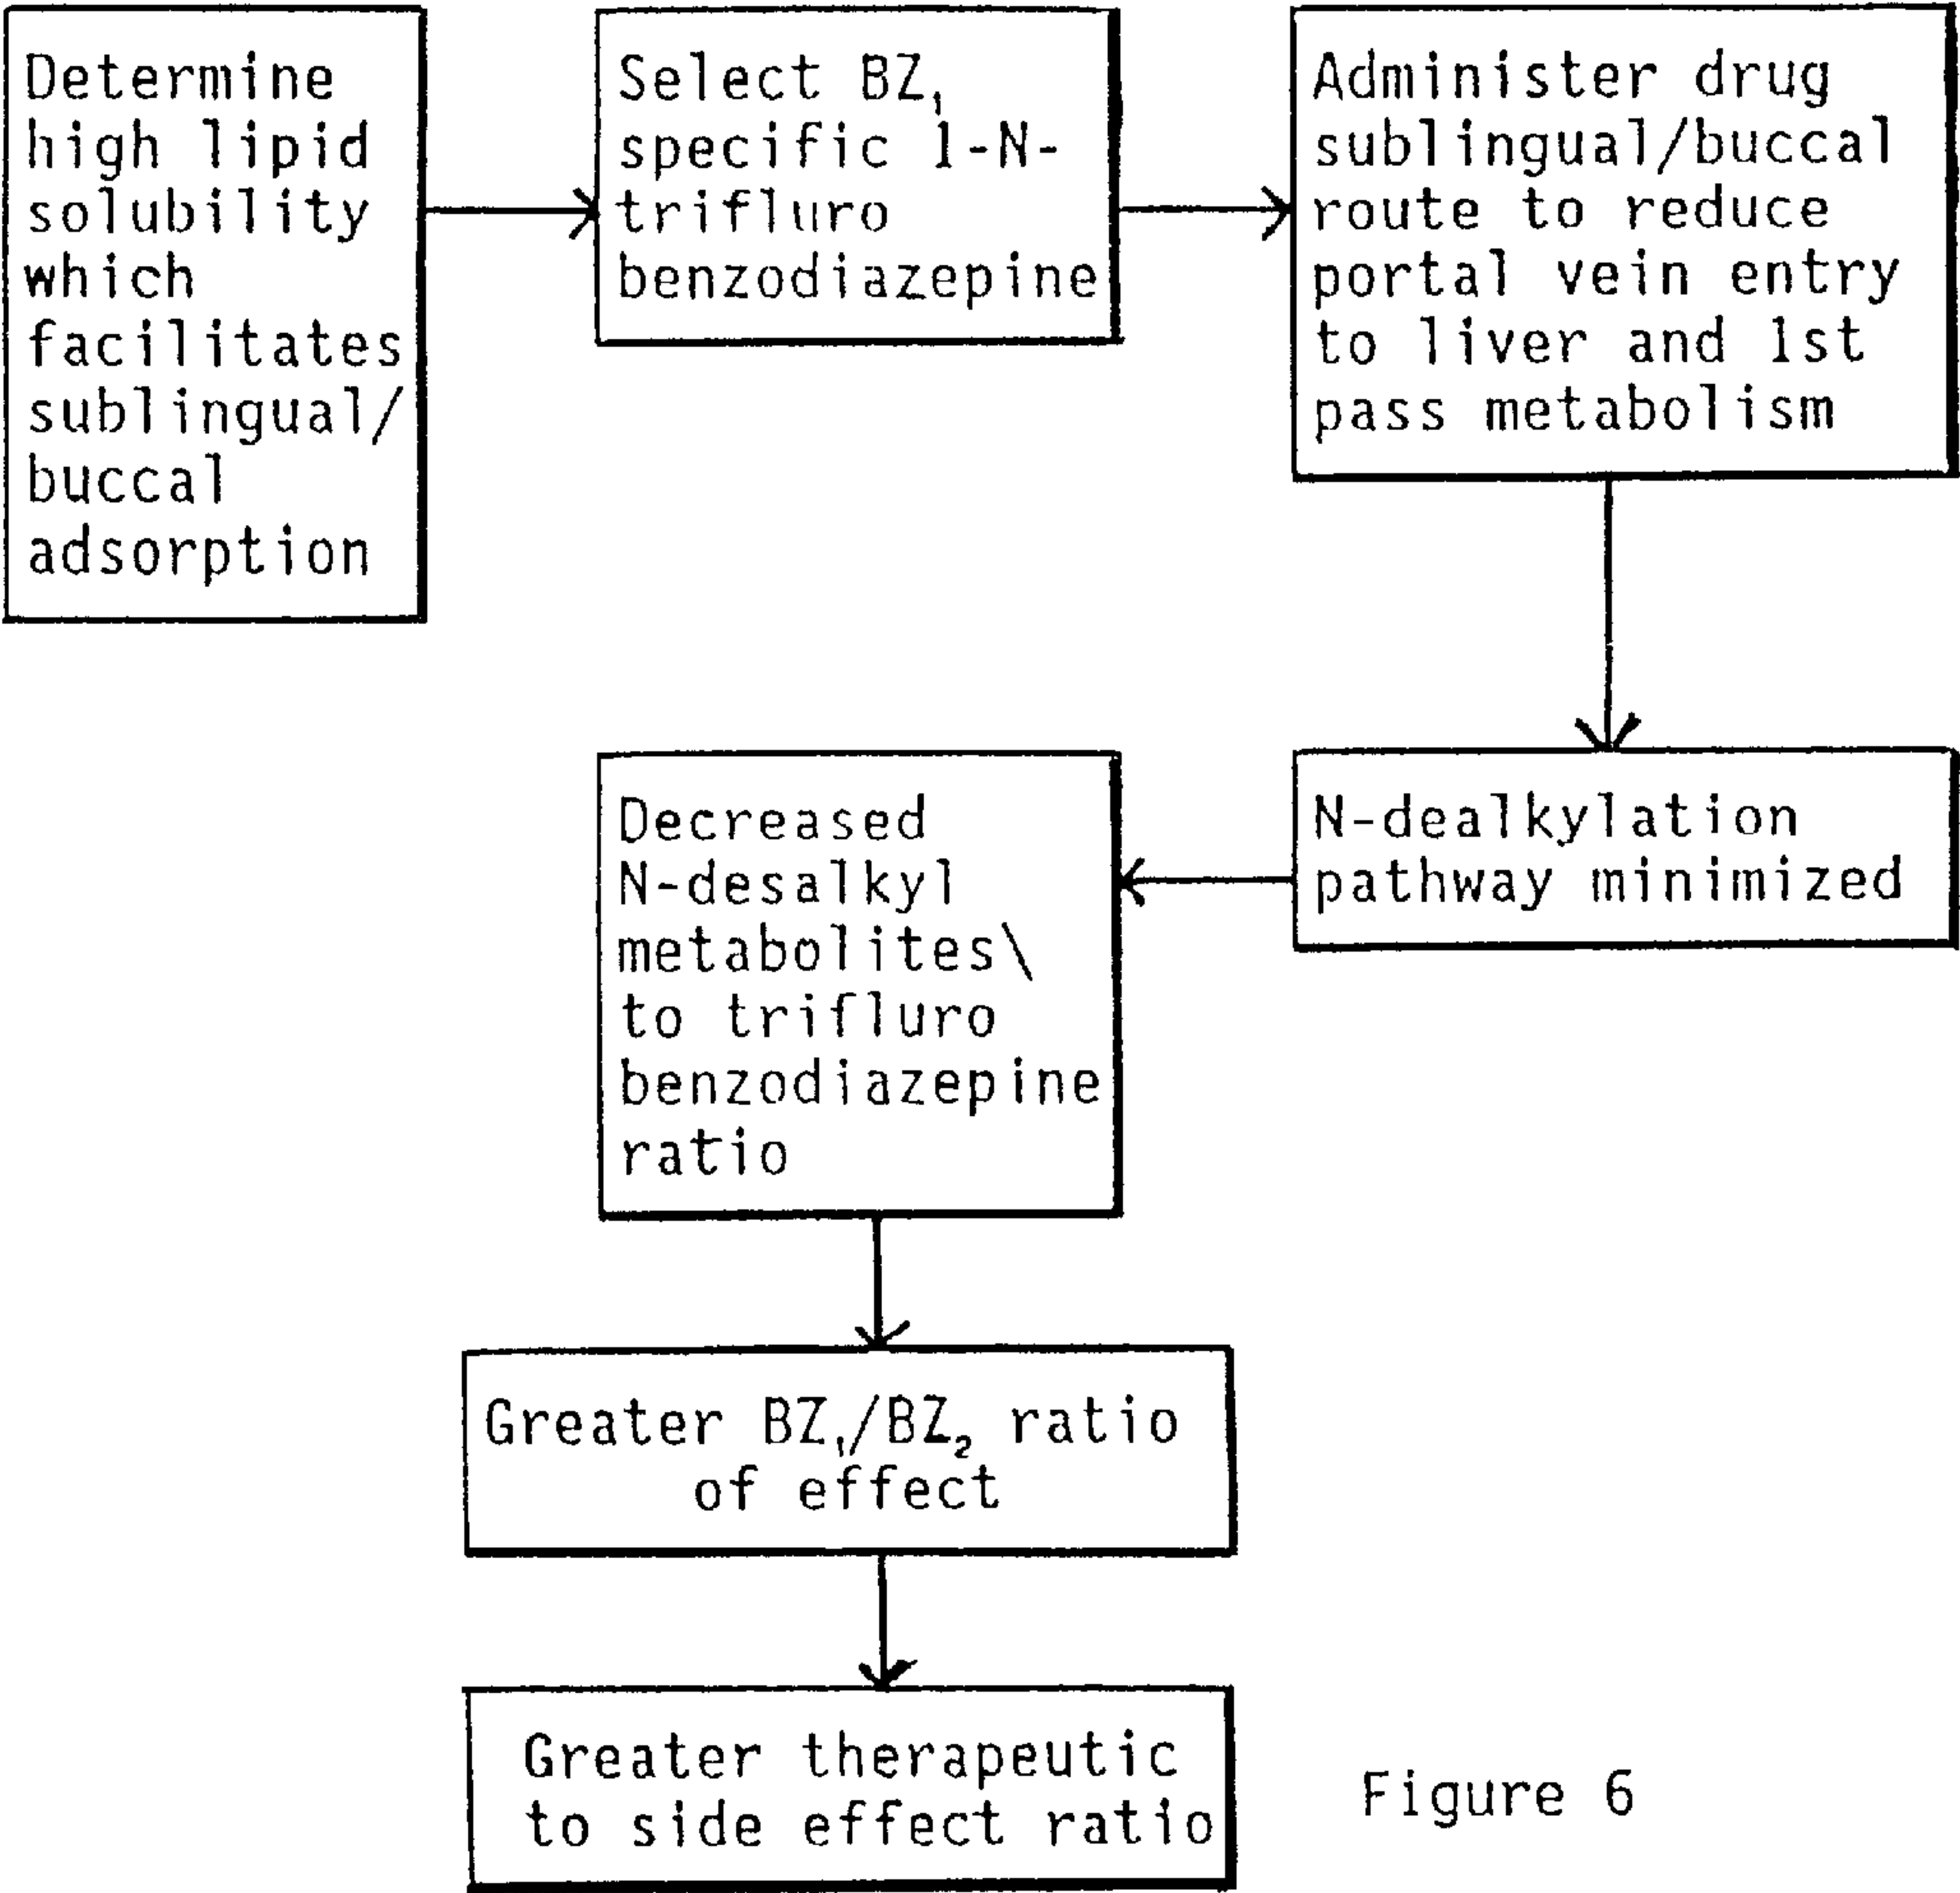 Determine
high lipid
solubility
which
facilitates
sublingual/
buccal
adsorption
Select BZ₁
specific 1-N-
trifluro
benzodiazepine
Administer drug
sublingual/buccal
route to reduce
portal vein entry
to liver and 1st
pass metabolism
N-dealkylation
pathway minimized
Decreased
N-desalkyl
metabolites\
to trifluro
benzodiazepine
ratio
Greater BZ₁/BZ₂ ratio
of effect
Greater therapeutic
to side effect ratio
Figure 6